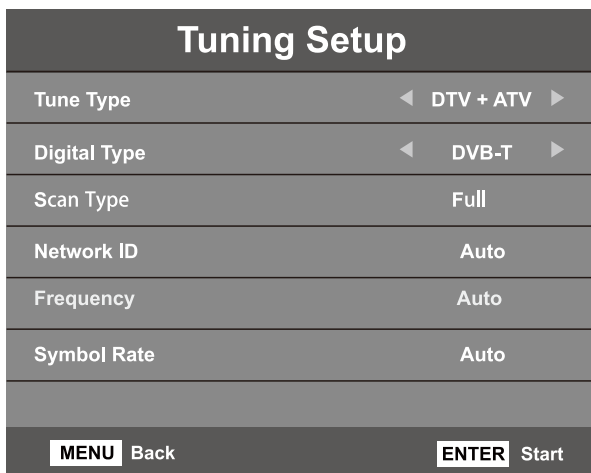 Tuning Setup
Tune Type DTV + ATV
Digital Type DVB-T
Scan Type Full
Network ID Auto
Frequency Auto
Symbol Rate Auto
MENU Back ENTER Start